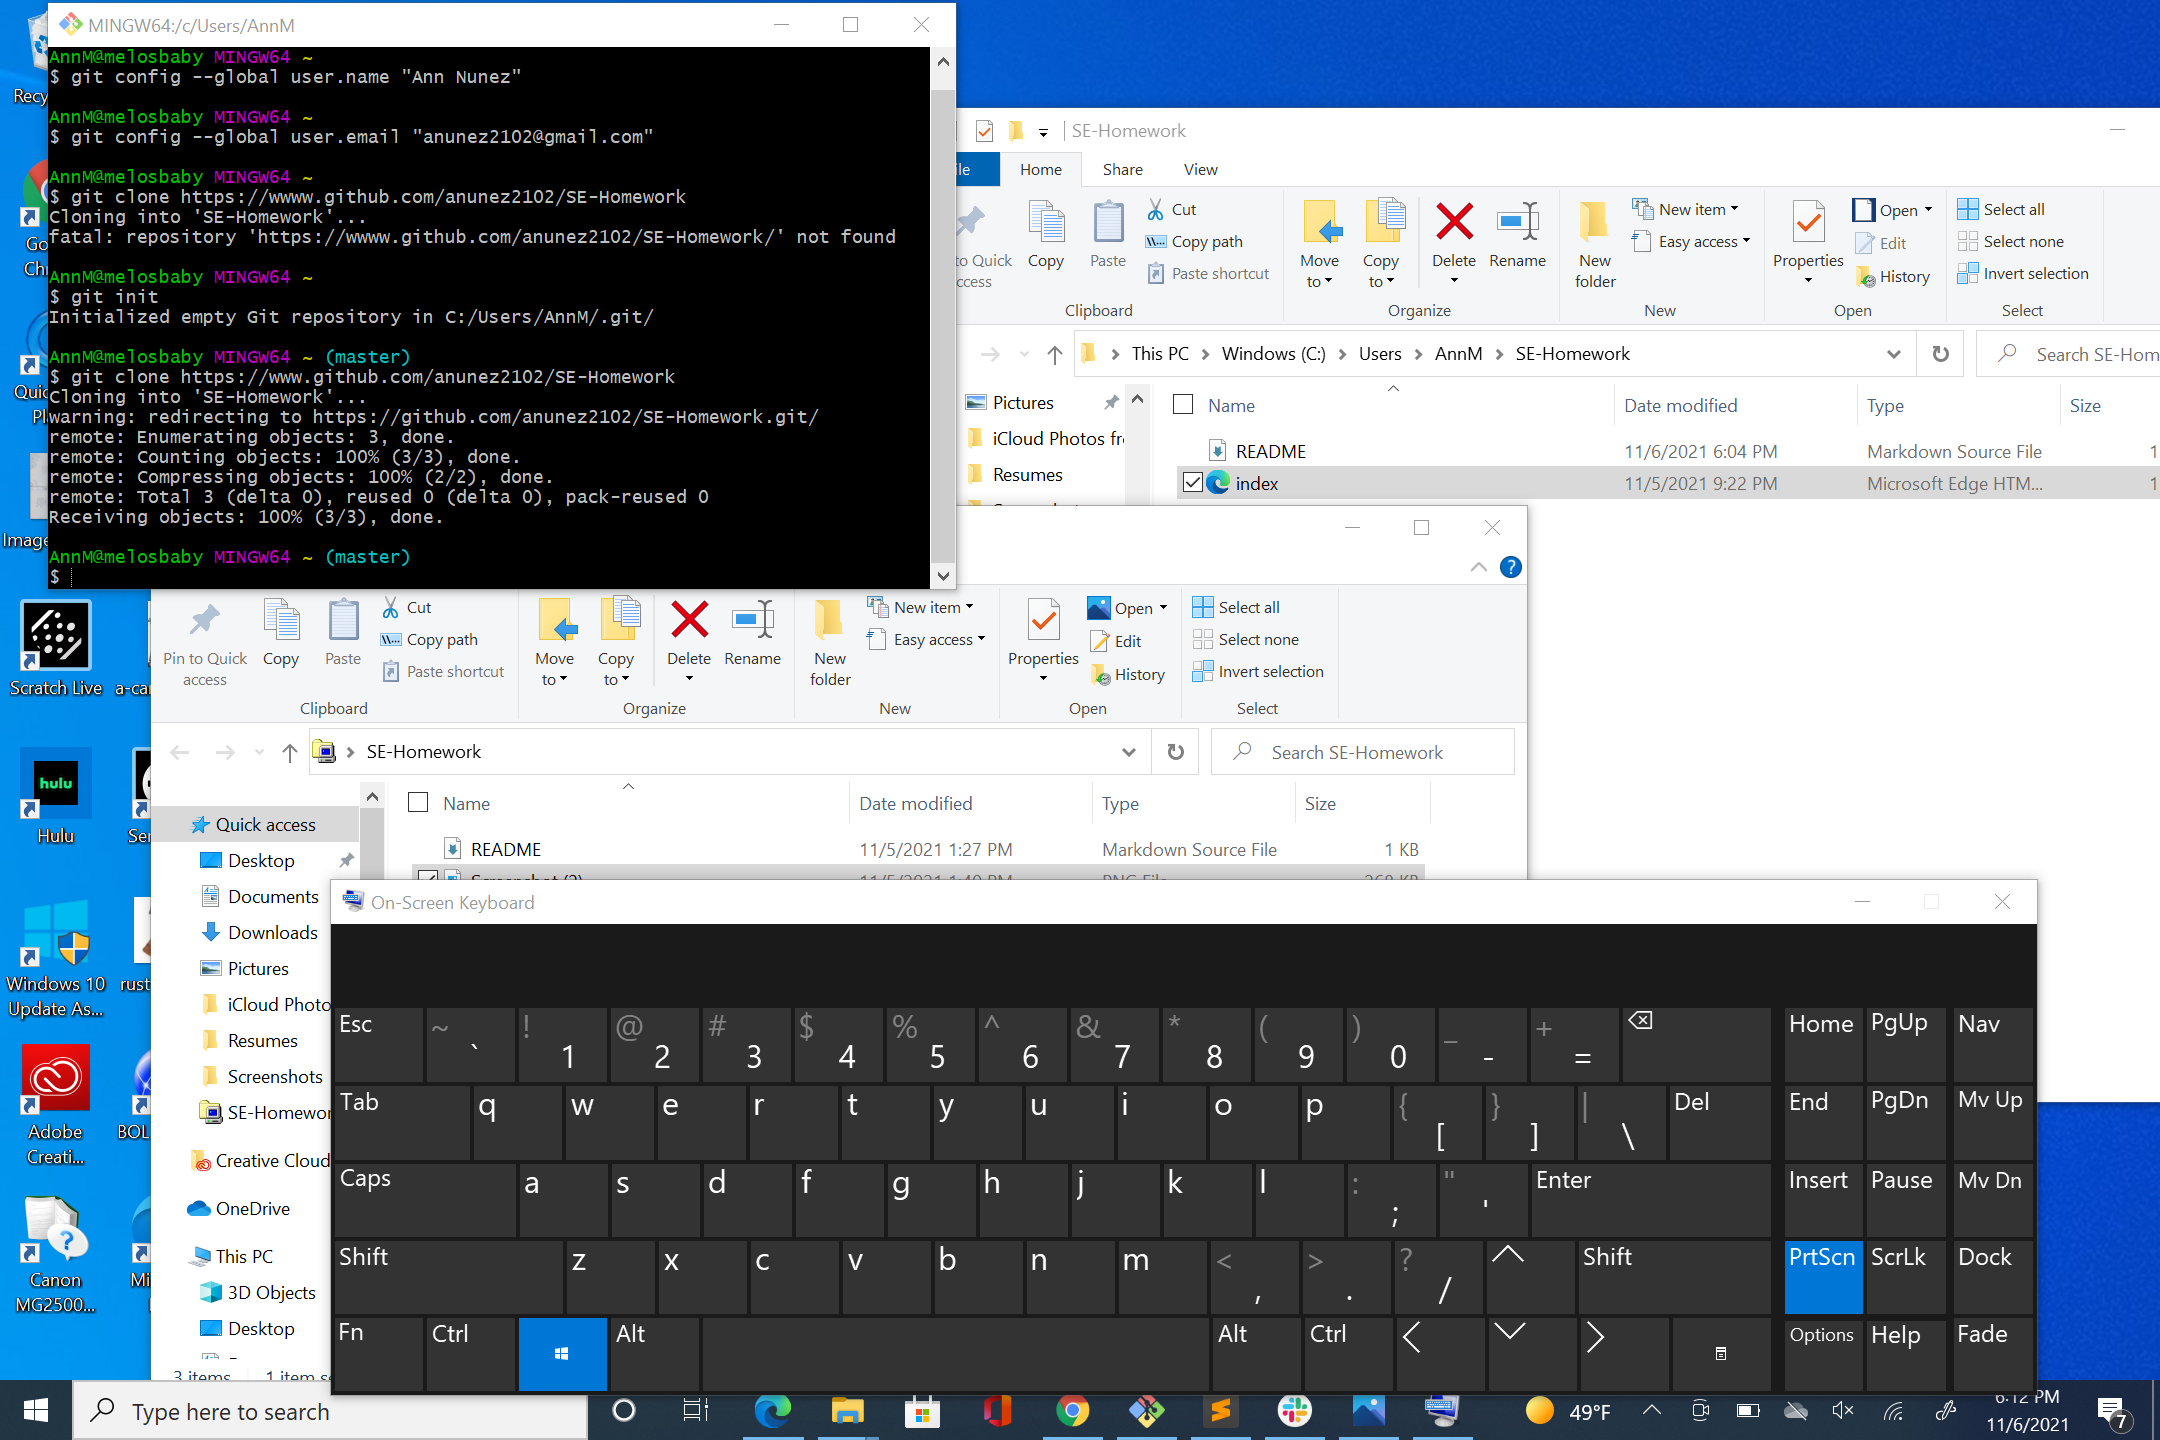 MINGW64:/c/Users/AnnM
AnnM@melosbaby MINGW64 ~
$ git config --global user.name "Ann Nunez"
AnnM@melosbaby MINGW64 ~
$ git config --global user.email "anunez2102@gmail.com"
AnnM@melosbaby MINGW64 ~
$ git clone https://wwww.github.com/anunez2102/SE-Homework
Cloning into 'SE-Homework'...
fatal: repository 'https://wwww.github.com/anunez2102/SE-Homework/' not found
AnnM@melosbaby MINGW64 ~
$ git init
Initialized empty Git repository in C:/Users/AnnM/.git/
AnnM@melosbaby MINGW64 ~ (master)
$ git clone https://www.github.com/anunez2102/SE-Homework
Cloning into 'SE-Homework'...
warning: redirecting to https://github.com/anunez2102/SE-Homework.git/
remote: Enumerating objects: 3, done.
remote: Counting objects: 100% (3/3), done.
remote: Compressing objects: 100% (2/2), done.
remote: Total 3 (delta 0), reused 0 (delta 0), pack-reused 0
Receiving objects: 100% (3/3), done.
AnnM@melosbaby MINGW64 ~ (master)
$
SE-Homework
Home Share View
Copy Paste Cut
Copy path
Paste shortcut
Move to Copy to Delete Rename
New folder New item
Easy access
Properties Open
Edit
History
Select all
Select none
Invert selection
Clipboard Organize New Open Select
This PC > Windows (C:) > Users > AnnM > SE-Homework
Search SE-Hom
Pictures
iCloud Photos fr
Resumes
Name Date modified Type Size
README 11/6/2021 6:04 PM Markdown Source File 1
index 11/5/2021 9:22 PM Microsoft Edge HTM... 1
Pin to Quick access Copy Paste Cut
Copy path
Paste shortcut
Move to Copy to Delete Rename
New folder New item
Easy access
Properties Open
Edit
History
Select all
Select none
Invert selection
Clipboard Organize New Open Select
SE-Homework
Search SE-Homework
Name Date modified Type Size
README 11/5/2021 1:27 PM Markdown Source File 1 KB
Quick access
Desktop
Documents
Downloads
Pictures
iCloud Photo
Resumes
Screenshots
SE-Homewor
Creative Cloud
OneDrive
This PC
3D Objects
Desktop
3 items 1 item se
Scratch Live
a-car
Hulu
hulu
Windows 10
Update As...
rust
Adobe
Creati...
BOL
Canon
MG2500...
On-Screen Keyboard
Esc ~ ` ! 1 @ 2 # 3 $ 4 % 5 ^ 6 & 7 * 8 ( 9 ) 0 _ - + = Home PgUp Nav
Tab q w e r t y u i o p { [ } ] | \ Del End PgDn Mv Up
Caps a s d f g h j k l : ; " ' Enter Insert Pause Mv Dn
Shift z x c v b n m < , > . ? / Shift PrtScn ScrLk Dock
Fn Ctrl Alt Alt Ctrl Options Help Fade
Type here to search
49°F
6:12 PM
11/6/2021
7